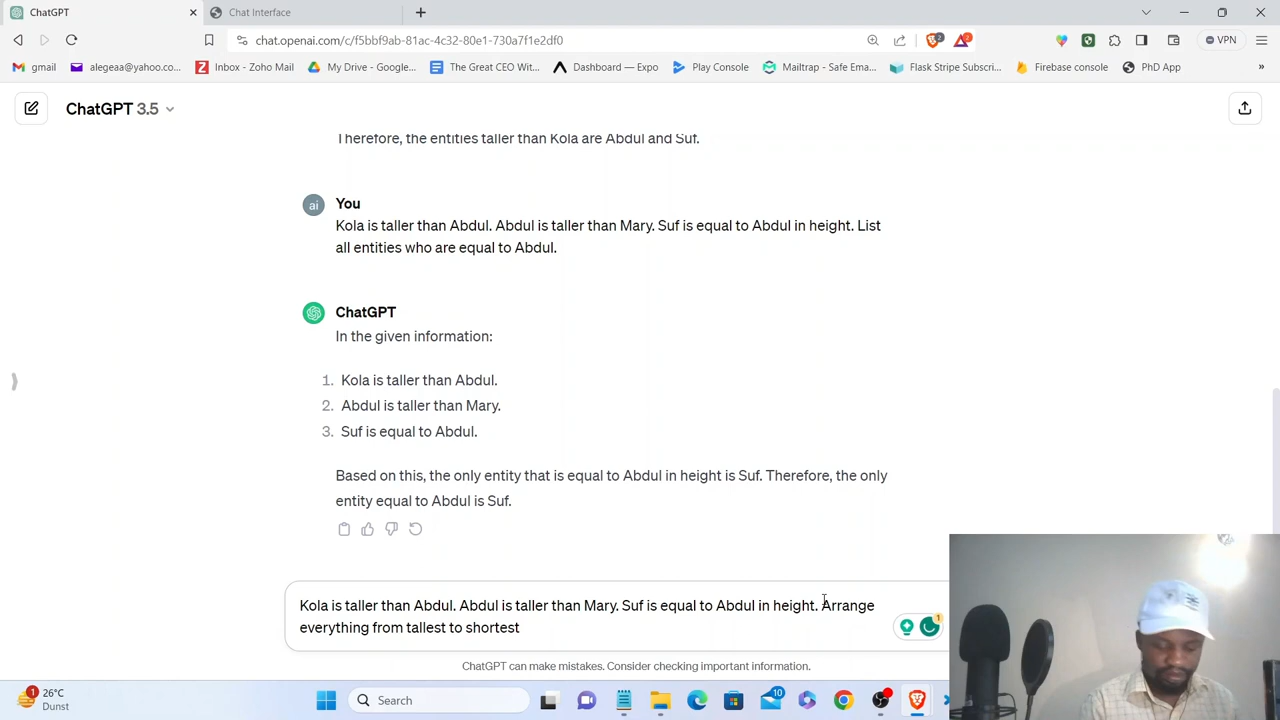 ChatGPT
Chat Interface
chat.openai.com/c/f5bbf9ab-81ac-4c32-80e1-730a7f1e2df0
2
2
VPN
gmail
alegeaa@yahoo.co...
Inbox - Zoho Mail
My Drive - Google...
The Great CEO Wit...
Dashboard — Expo
Play Console
Mailtrap - Safe Ema...
Flask Stripe Subscri...
Firebase console
PhD App
»
ChatGPT 3.5
Therefore, the entities taller than Kola are Abdul and Suf.
ai
You
Kola is taller than Abdul. Abdul is taller than Mary. Suf is equal to Abdul in height. List
all entities who are equal to Abdul.
ChatGPT
In the given information:
1. Kola is taller than Abdul.
2. Abdul is taller than Mary.
3. Suf is equal to Abdul.
Based on this, the only entity that is equal to Abdul in height is Suf. Therefore, the only
entity equal to Abdul is Suf.
Kola is taller than Abdul. Abdul is taller than Mary. Suf is equal to Abdul in height. Arrange
everything from tallest to shortest
1
ChatGPT can make mistakes. Consider checking important information.
1
26°C
Dunst
Search
10